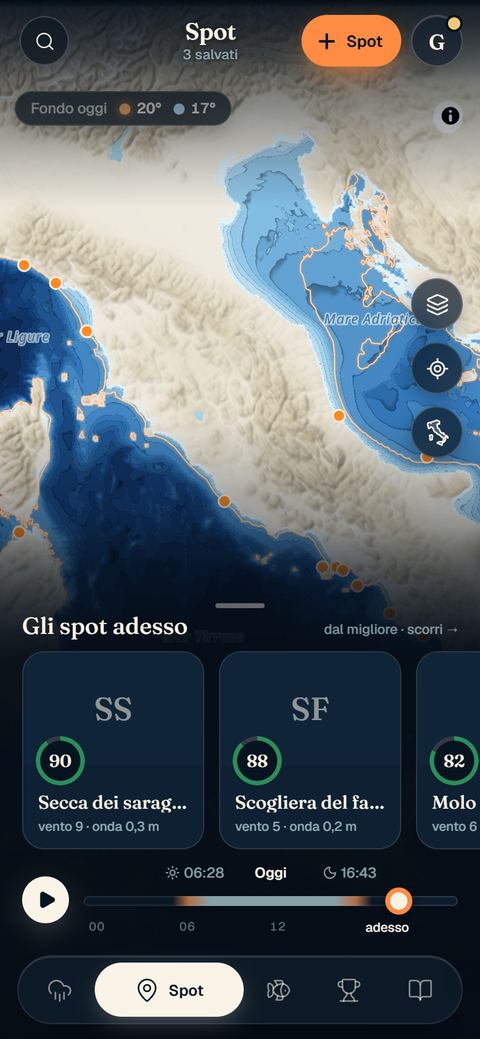 Spot
3 salvati
Spot
G
Fondo oggi 20° 17°
r Ligure
Mare Adriatic
Gli spot adesso
dal migliore · scorri →
SS
SF
90
88
82
Secca dei sarag...
Scogliera del fa...
Molo
vento 9 · onda 0,3 m
vento 5 · onda 0,2 m
vento 6
06:28
Oggi
16:43
00
06
12
adesso
Spot